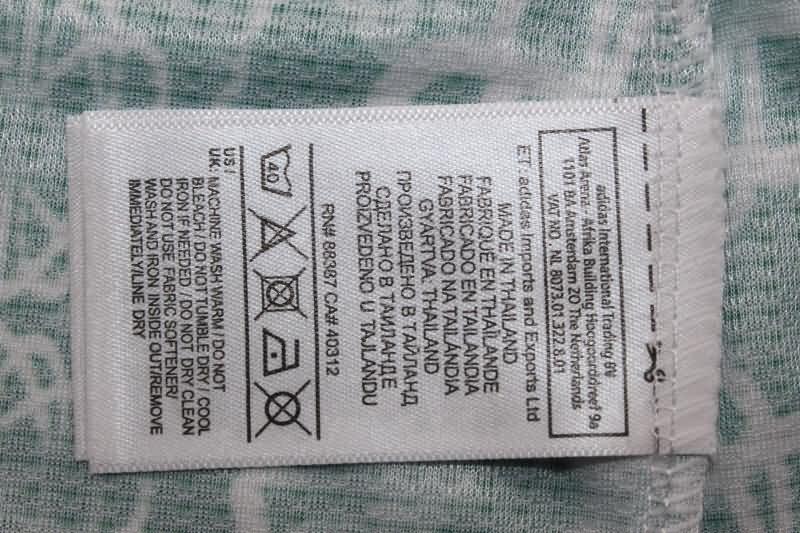 adidas International Trading BV
Atlas Arena - Afrika Building Hoogoorddreef 9a
1101 BA Amsterdam ZO The Netherlands
VAT NO. NL 8073.01.322.B.01
ET: adidas Imports and Exports Ltd
MADE IN THAILAND
FABRIQUÉ EN THAÏLANDE
FABRICADO EN TAILANDIA
FABRICADO NA TAILÂNDIA
GYÁRTVA: THAILAND
ПРОИЗВЕДЕНО В ТАЙЛАНД
СДЕЛАНО В ТАИЛАНДЕ
PROIZVEDENO U TAJLANDU
RN# 88387 CA# 40312
40
US /
UK: MACHINE WASH WARM / DO NOT
BLEACH / DO NOT TUMBLE DRY / COOL
IRON IF NEEDED / DO NOT DRY CLEAN
DO NOT USE FABRIC SOFTENER/
WASH AND IRON INSIDE OUT/REMOVE
IMMEDIATELY/LINE DRY